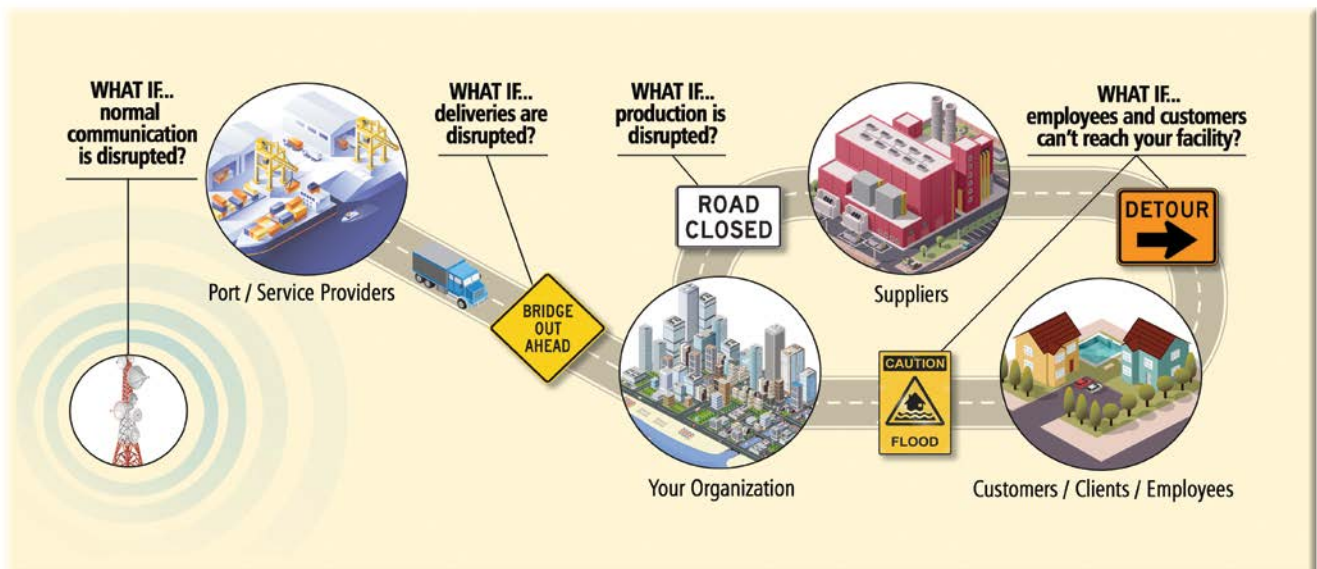 WHAT IF...
normal
communication
is disrupted?
Port / Service Providers
WHAT IF...
deliveries are
disrupted?
BRIDGE
OUT
AHEAD
WHAT IF...
production is
disrupted?
ROAD
CLOSED
Your Organization
Suppliers
WHAT IF...
employees and customers
can't reach your facility?
DETOUR
CAUTION
FLOOD
Customers / Clients / Employees